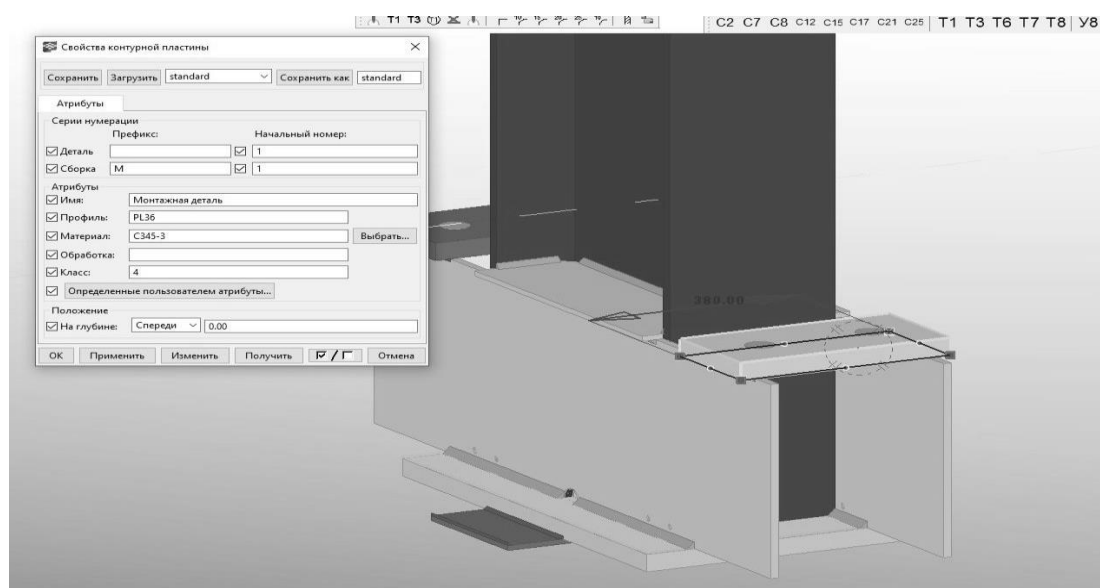 T1 T3
C2 C7 C8 C12 C15 C17 C21 C25 T1 T3 T6 T7 T8 У8
Свойства контурной пластины
Сохранить Загрузить standard Сохранить как standard
Атрибуты
Серии нумерации
Префикс: Начальный номер:
Деталь 1
Сборка М 1
Атрибуты
Имя: Монтажная деталь
Профиль: PL36
Материал: С345-3 Выбрать...
Обработка:
Класс: 4
Определенные пользователем атрибуты...
Положение
На глубине: Спереди 0.00
ОК Применить Изменить Получить / Отмена
380.00